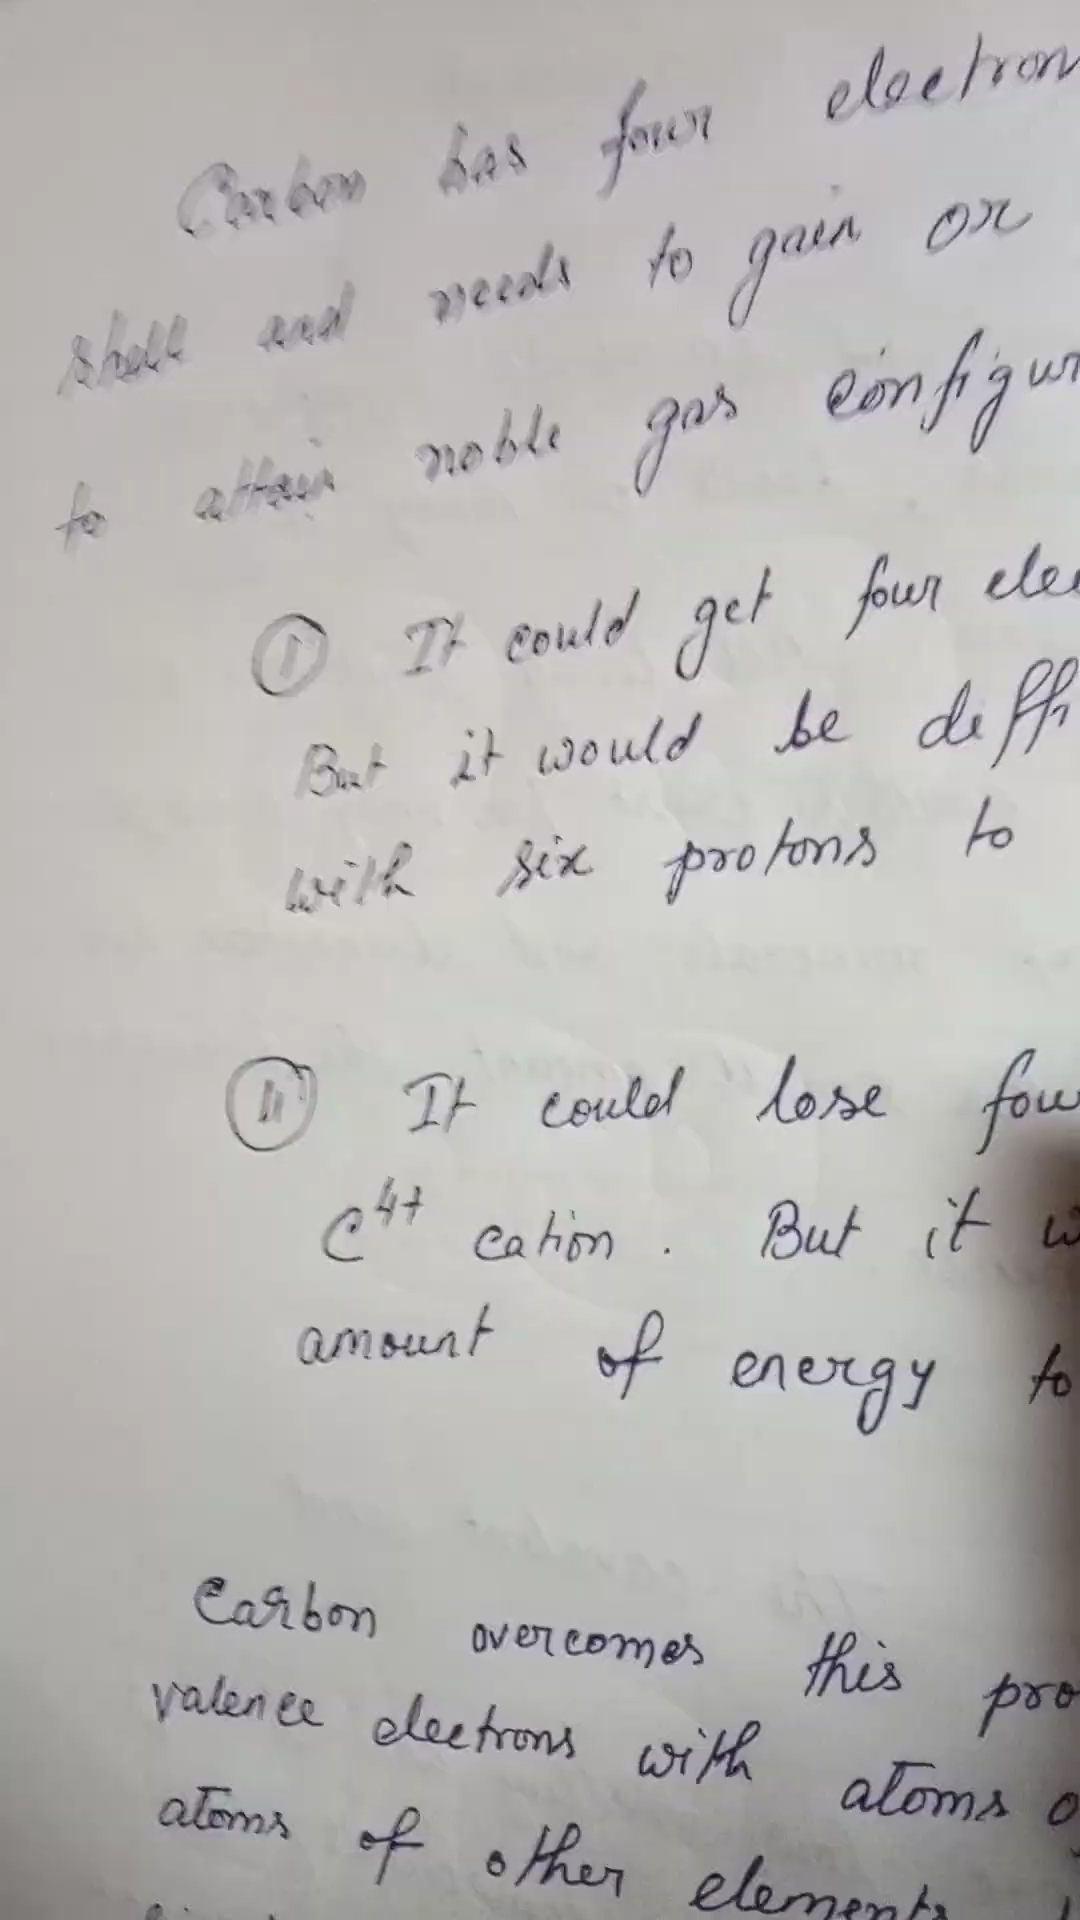 Carbon has four electron
shell and needs to gain or
to attain noble gas configur
① It could get four elec
But it would be diffi
with six protons to
⑪ It could lose fou
C⁴⁺ cation. But it w
amount of energy to
Carbon overcomes this pro
valence electrons with atoms o
atoms of other elements